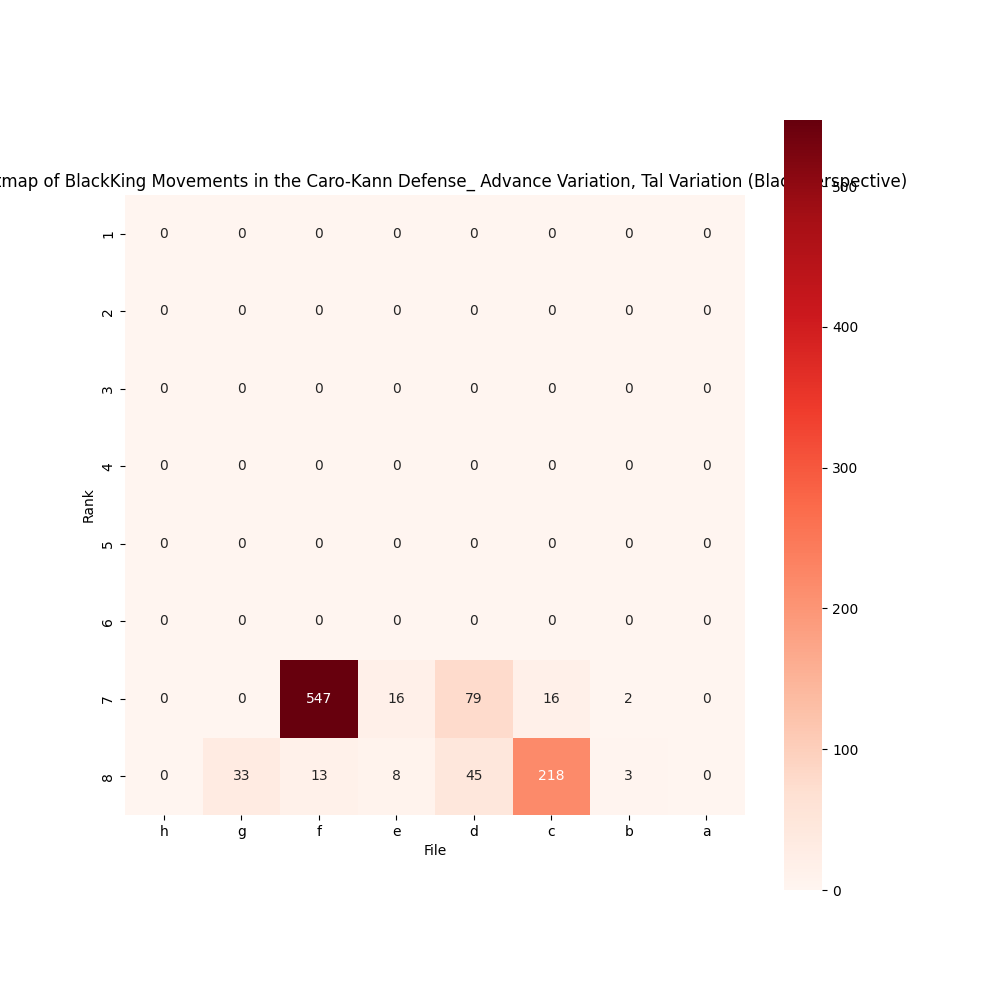 tmap of BlackKing Movements in the Caro-Kann Defense_ Advance Variation, Tal Variation (Black Perspective)
500
1 0 0 0 0 0 0 0 0
2 0 0 0 0 0 0 0 0
3 0 0 0 0 0 0 0 0
400
4 0 0 0 0 0 0 0 0
300
Rank
5 0 0 0 0 0 0 0 0
6 0 0 0 0 0 0 0 0
200
7 0 0 547 16 79 16 2 0
100
8 0 33 13 8 45 218 3 0
h g f e d c b a
File
0